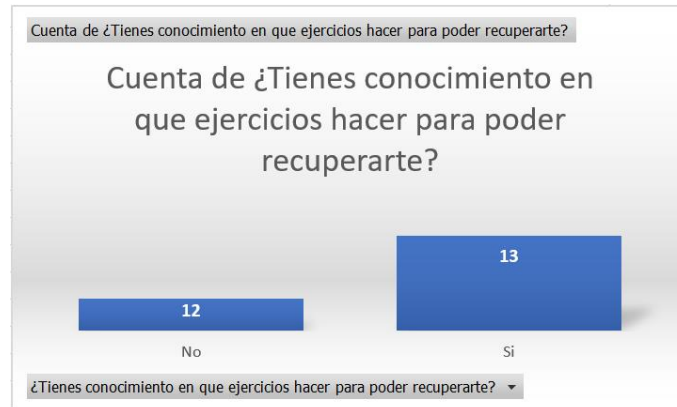 Cuenta de ¿Tienes conocimiento en que ejercicios hacer para poder recuperarte?
Cuenta de ¿Tienes conocimiento en
que ejercicios hacer para poder
recuperarte?
13
12
No
Si
¿Tienes conocimiento en que ejercicios hacer para poder recuperarte?